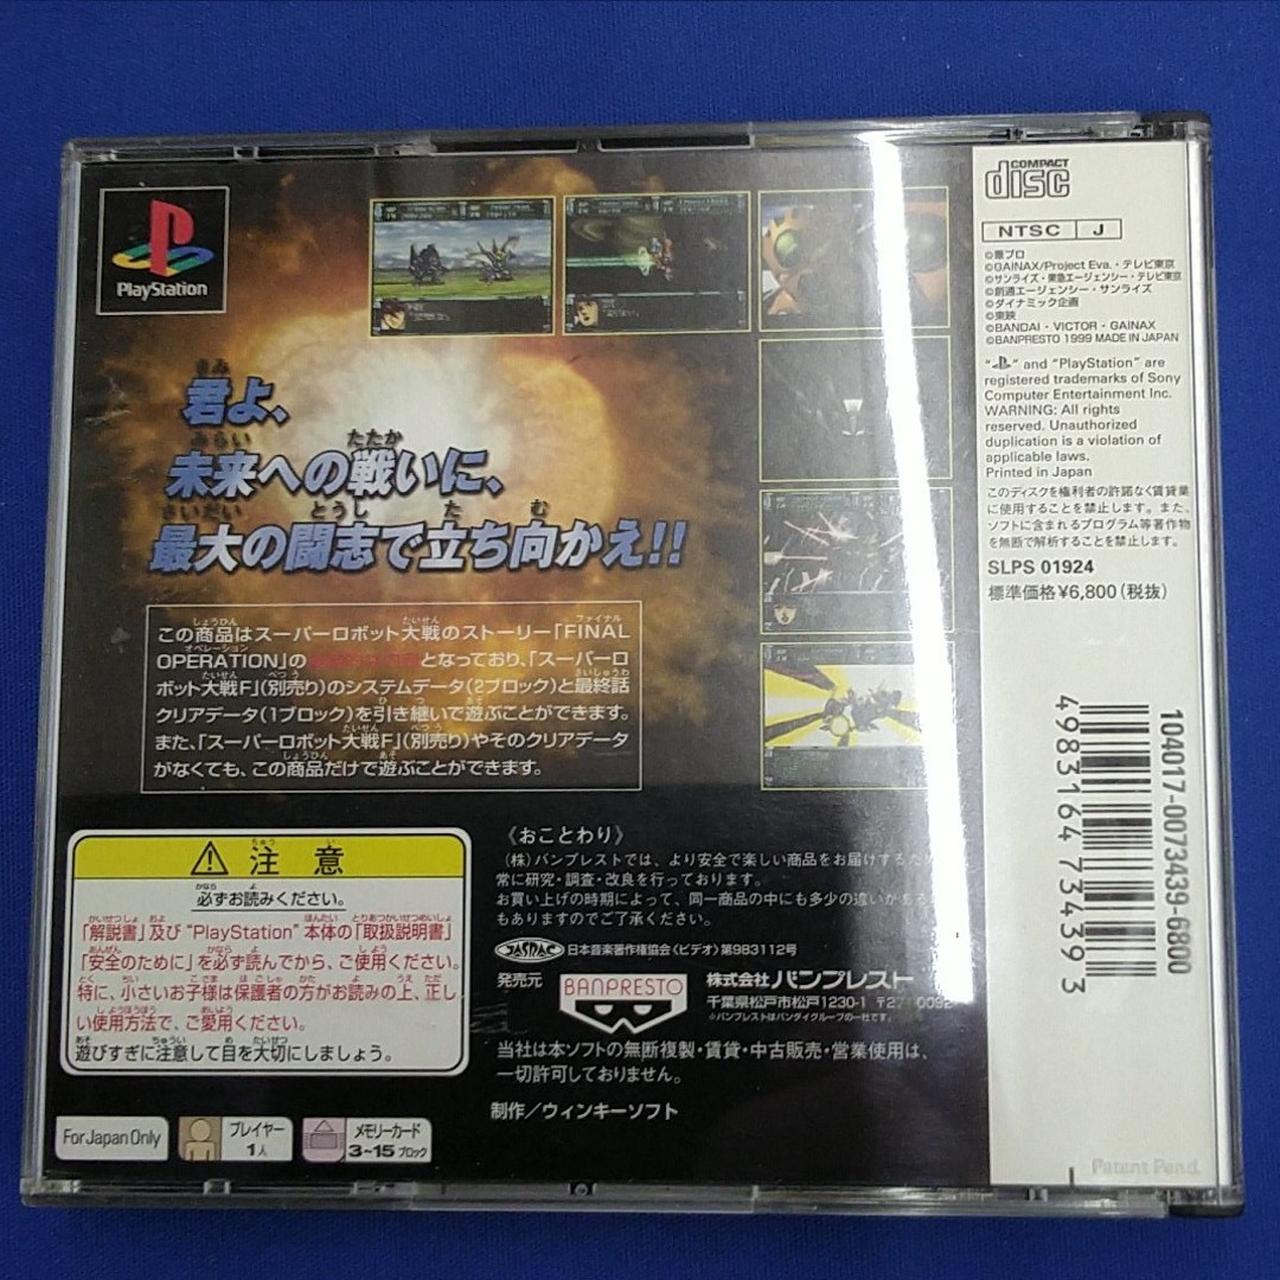 PlayStation
君よ、
未来への戦いに、
最大の闘志で立ち向かえ!!
この商品はスーパーロボット大戦のストーリー「FINAL
OPERATION」の
となっており、「スーパーロ
ボット大戦F」(別売り)のシステムデータ(2ブロック)と最終話
クリアデータ(1ブロック)を引き継いで遊ぶことができます。
また、「スーパーロボット大戦F」(別売り)やそのクリアデータ
がなくても、この商品だけで遊ぶことができます。
注 意
必ずお読みください。
「解説書」及び “PlayStation” 本体の「取扱説明書」
「安全のために」を必ず読んでから、ご使用ください。
特に、小さいお子様は保護者の方がお読みの上、正し
い使用方法で、ご愛用ください。
遊びすぎに注意して目を大切にしましょう。
For Japan Only
プレイヤー
1人
メモリーカード
3~15 ブロック
《おことわり》
(株)バンプレストでは、より安全で楽しい商品をお届けするた
常に研究・調査・改良を行っております。
お買い上げの時期によって、同一商品の中にも多少の違いがある
もありますのでご了承ください。
JASRAC 日本音楽著作権協会(ビデオ)第983112号
発売元
BANPRESTO
株式会社バンプレスト
千葉県松戸市松戸1230-1 〒271-0092
*バンプレストはバンダイグループの一社です。
当社は本ソフトの無断複製・賃貸・中古販売・営業使用は、
一切許可しておりません。
制作/ウィンキーソフト
COMPACT
disc
NTSC J
©葦プロ
©GAINAX/Project Eva.・テレビ東京
©サンライズ・東急エージェンシー・テレビ東京
©創通エージェンシー・サンライズ
©ダイナミック企画
©東映
©BANDAI・VICTOR・GAINAX
©BANPRESTO 1999 MADE IN JAPAN
“ ” and “PlayStation” are
registered trademarks of Sony
Computer Entertainment Inc.
WARNING: All rights
reserved. Unauthorized
duplication is a violation of
applicable laws.
Printed in Japan
このディスクを権利者の許諾なく賃貸業
に使用することを禁止します。また、
ソフトに含まれるプログラム等著作物
を無断で解析することを禁止します。
SLPS 01924
標準価格¥6,800(税抜)
104017-0073439-6800
4983164 734393
Patent Pend.